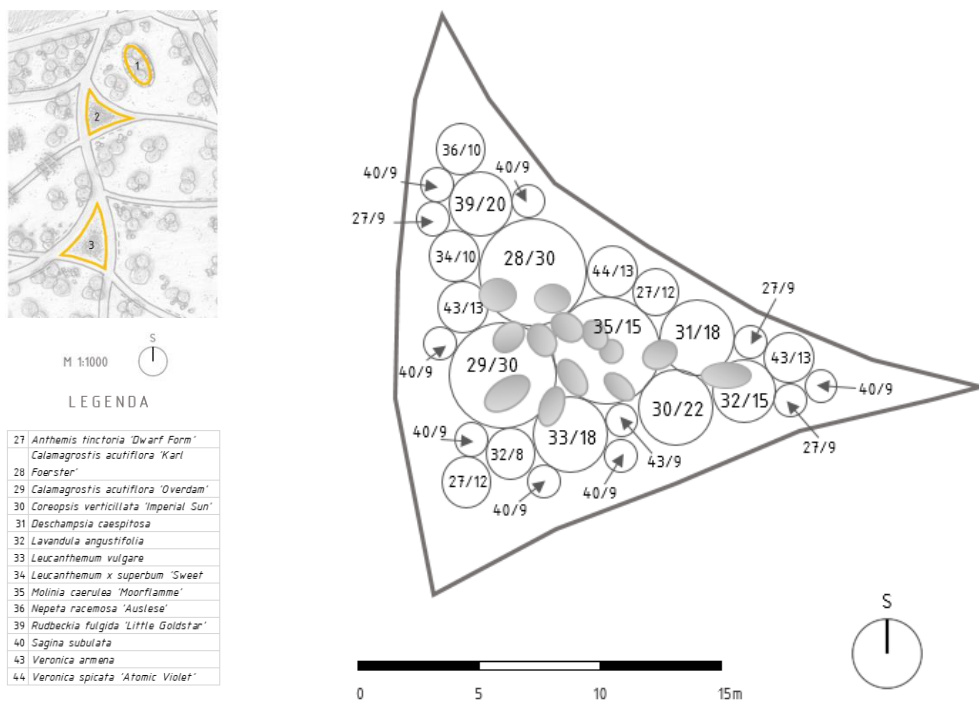 1
2
3
S
M 1:1000
LEGENDA
27 Anthemis tinctoria 'Dwarf Form'
Calamagrostis acutiflora 'Karl
28 Foerster'
29 Calamagrostis acutiflora 'Overdam'
30 Coreopsis verticillata 'Imperial Sun'
31 Deschampsia caespitosa
32 Lavandula angustifolia
33 Leucanthemum vulgare
34 Leucanthemum x superbum 'Sweet
35 Molinia caerulea 'Moorflamme'
36 Nepeta racemosa 'Auslese'
39 Rudbeckia fulgida 'Little Goldstar'
40 Sagina subulata
43 Veronica armena
44 Veronica spicata 'Atomic Violet'
36/10
40/9
40/9
39/20
27/9
34/10
28/30
44/13
27/12
27/9
43/13
35/15
31/18
43/13
40/9
29/30
40/9
30/22
32/15
27/9
40/9
32/8
33/18
43/9
27/12
40/9
40/9
S
0 5 10 15m